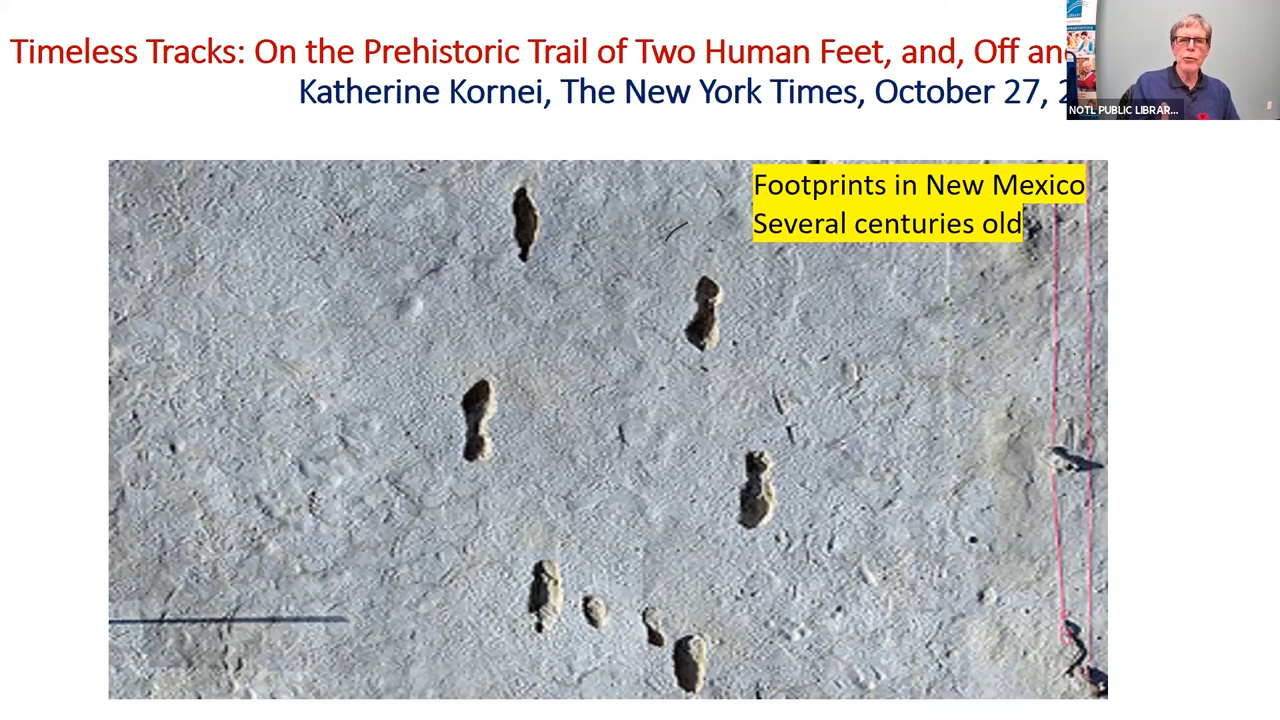 Timeless Tracks: On the Prehistoric Trail of Two Human Feet, and, Off
Katherine Kornei, The New York Times, October 27,
NOTL PUBLIC LIBRAR...
Footprints in New Mexico
Several centuries old